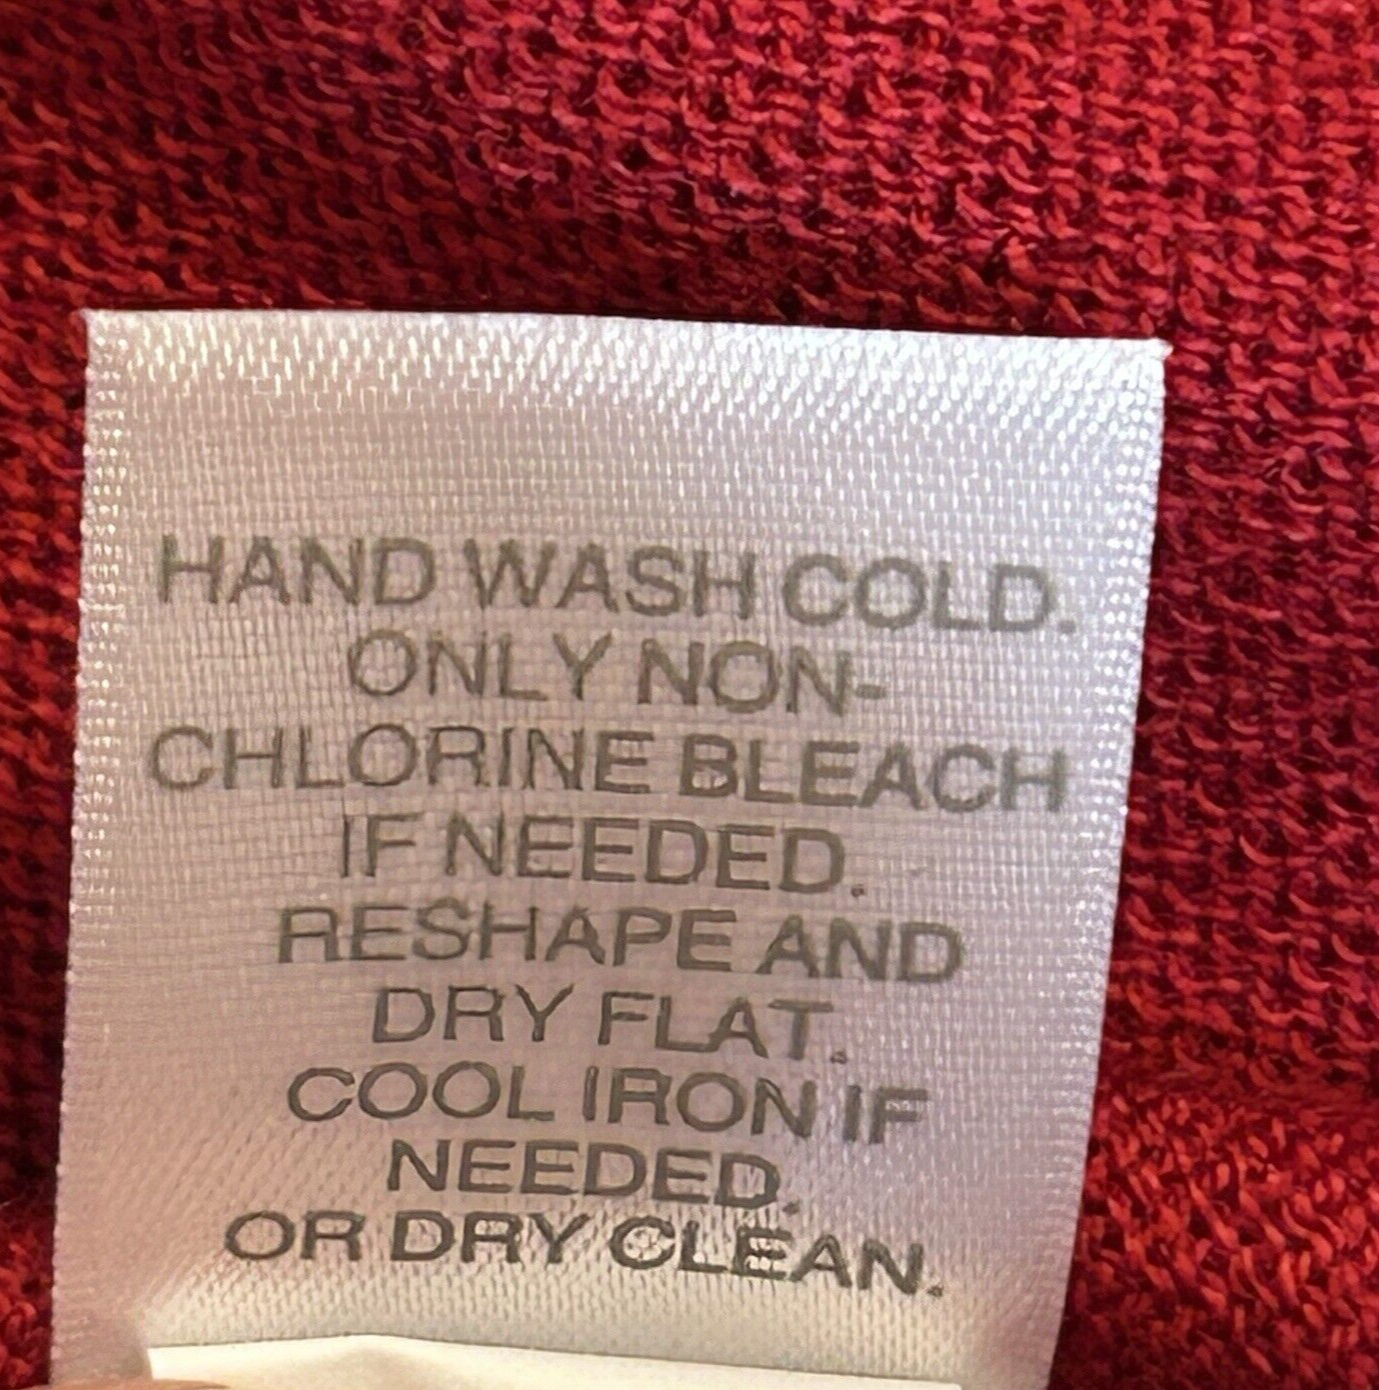 HAND WASH COLD.
ONLY NON-
CHLORINE BLEACH
IF NEEDED.
RESHAPE AND
DRY FLAT.
COOL IRON IF
NEEDED.
OR DRY CLEAN.